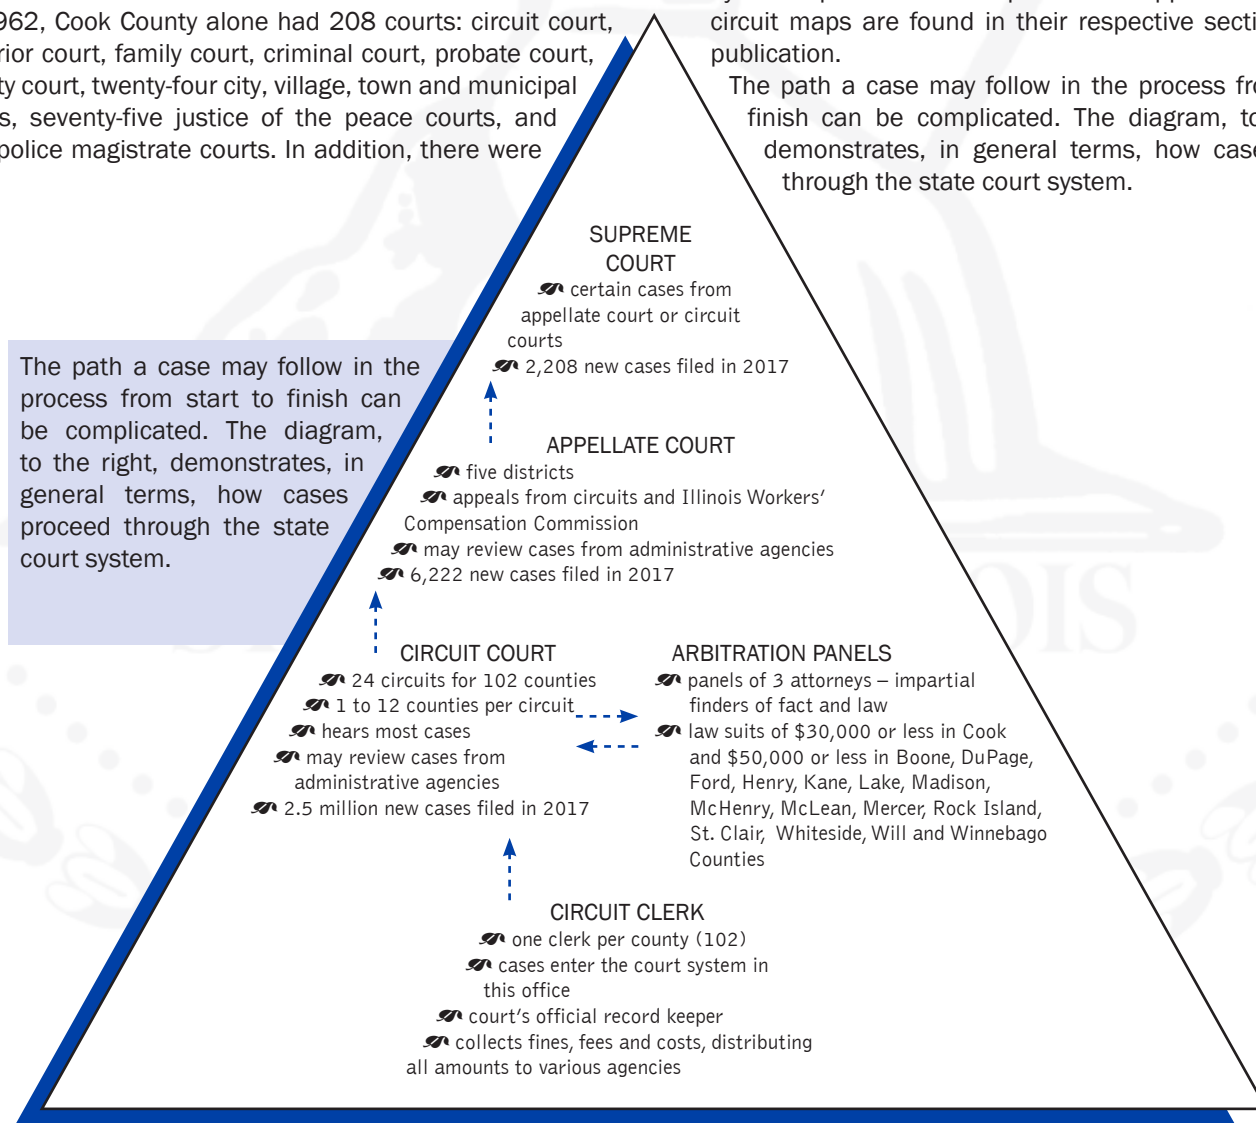 962, Cook County alone had 208 courts: circuit court,
rior court, family court, criminal court, probate court,
ty court, twenty-four city, village, town and municipal
s, seventy-five justice of the peace courts, and
police magistrate courts. In addition, there were
circuit maps are found in their respective secti
publication.
The path a case may follow in the process fro
finish can be complicated. The diagram, to
demonstrates, in general terms, how case
through the state court system.
The path a case may follow in the
process from start to finish can
be complicated. The diagram,
to the right, demonstrates, in
general terms, how cases
proceed through the state
court system.
SUPREME
COURT
certain cases from
appellate court or circuit
courts
2,208 new cases filed in 2017
APPELLATE COURT
five districts
appeals from circuits and Illinois Workers'
Compensation Commission
may review cases from administrative agencies
6,222 new cases filed in 2017
CIRCUIT COURT
24 circuits for 102 counties
1 to 12 counties per circuit
hears most cases
may review cases from
administrative agencies
2.5 million new cases filed in 2017
ARBITRATION PANELS
panels of 3 attorneys – impartial
finders of fact and law
law suits of $30,000 or less in Cook
and $50,000 or less in Boone, DuPage,
Ford, Henry, Kane, Lake, Madison,
McHenry, McLean, Mercer, Rock Island,
St. Clair, Whiteside, Will and Winnebago
Counties
CIRCUIT CLERK
one clerk per county (102)
cases enter the court system in
this office
court's official record keeper
collects fines, fees and costs, distributing
all amounts to various agencies